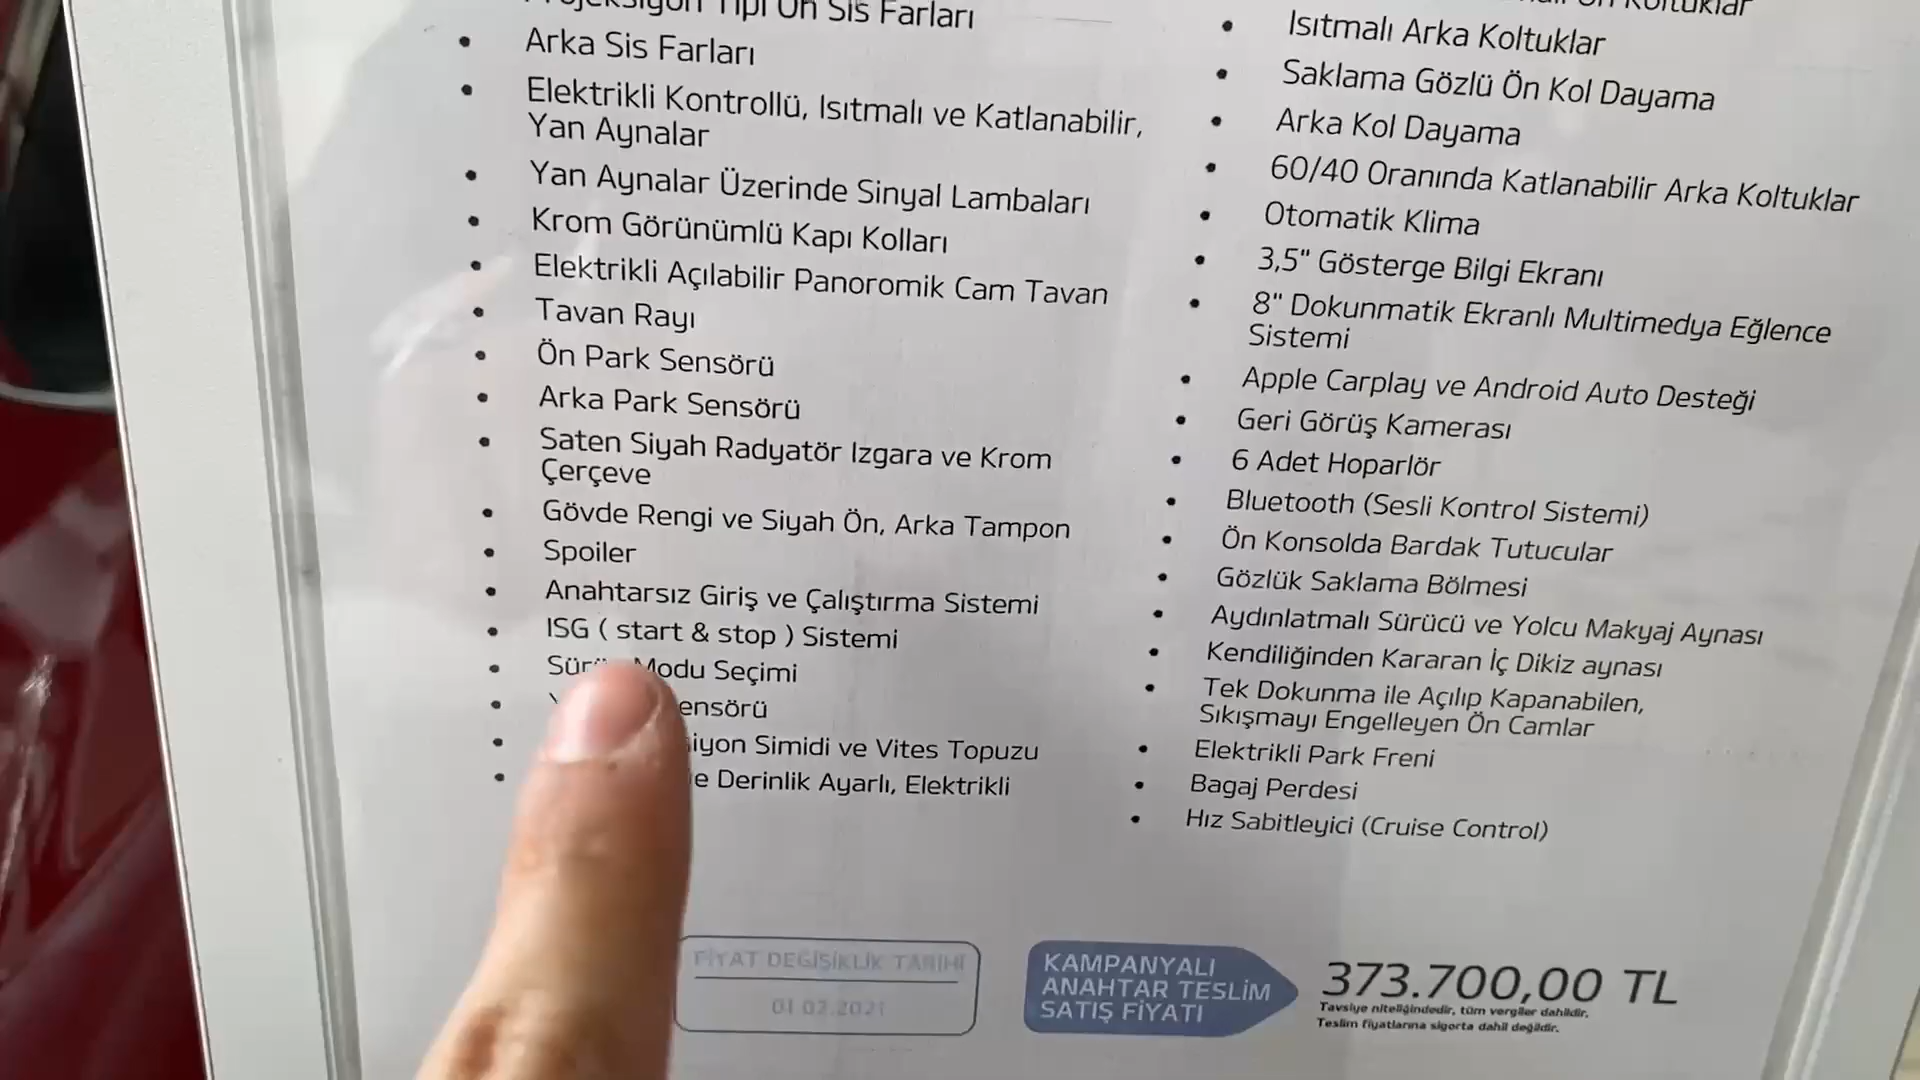 Tipi Ön Sis Farları
Arka Sis Farları
Elektrikli Kontrollü, Isıtmalı ve Katlanabilir,
Yan Aynalar
Yan Aynalar Üzerinde Sinyal Lambaları
Krom Görünümlü Kapı Kolları
Elektrikli Açılabilir Panoromik Cam Tavan
Tavan Rayı
Ön Park Sensörü
Arka Park Sensörü
Saten Siyah Radyatör Izgara ve Krom
Çerçeve
Gövde Rengi ve Siyah Ön, Arka Tampon
Spoiler
Anahtarsız Giriş ve Çalıştırma Sistemi
ISG ( start & stop ) Sistemi
Modu Seçimi
Simidi ve Vites Topuzu
Derinlik Ayarlı, Elektrikli
Isıtmalı Arka Koltuklar
Saklama Gözlü Ön Kol Dayama
Arka Kol Dayama
60/40 Oranında Katlanabilir Arka Koltuklar
Otomatik Klima
3,5" Gösterge Bilgi Ekranı
8" Dokunmatik Ekranlı Multimedya Eğlence
Sistemi
Apple Carplay ve Android Auto Desteği
Geri Görüş Kamerası
6 Adet Hoparlör
Bluetooth (Sesli Kontrol Sistemi)
Ön Konsolda Bardak Tutucular
Gözlük Saklama Bölmesi
Aydınlatmalı Sürücü ve Yolcu Makyaj Aynası
Kendiliğinden Kararan İç Dikiz aynası
Tek Dokunma ile Açılıp Kapanabilen,
Sıkışmayı Engelleyen Ön Camlar
Elektrikli Park Freni
Bagaj Perdesi
Hız Sabitleyici (Cruise Control)
FİYAT DEĞİŞİKLİK TARİHİ
01.02.2021
KAMPANYALI
ANAHTAR TESLİM
SATIŞ FİYATI
373.700,00 TL
Tavsiye niteliğindedir, tüm vergiler dahildir.
Teslim fiyatlarına sigorta dahil değildir.